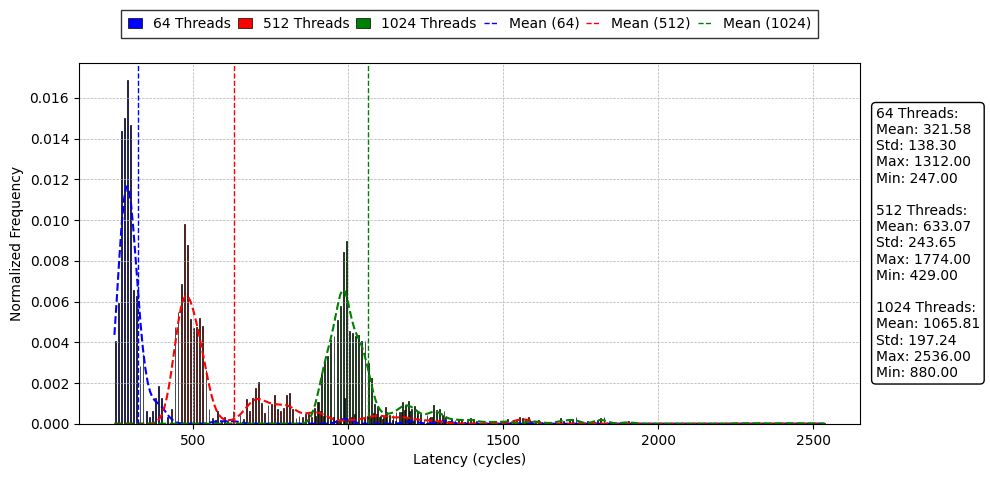 64 Threads 512 Threads 1024 Threads Mean (64) Mean (512) Mean (1024)
0.016
0.014
0.012
0.010
0.008
0.006
0.004
0.002
0.000
Normalized Frequency
500 1000 1500 2000 2500
Latency (cycles)
64 Threads:
Mean: 321.58
Std: 138.30
Max: 1312.00
Min: 247.00
512 Threads:
Mean: 633.07
Std: 243.65
Max: 1774.00
Min: 429.00
1024 Threads:
Mean: 1065.81
Std: 197.24
Max: 2536.00
Min: 880.00